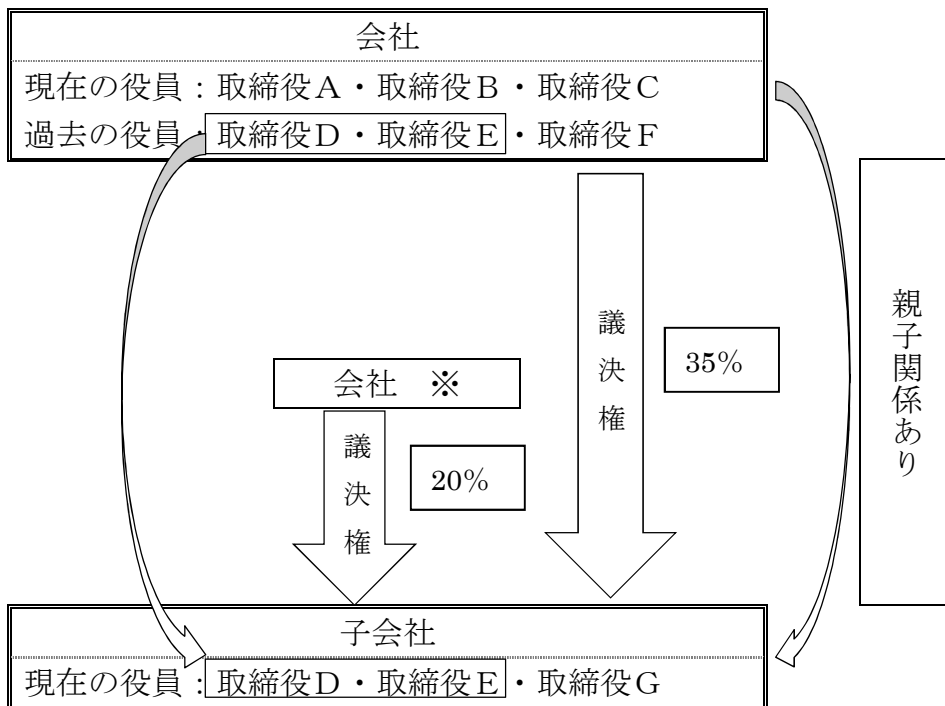 会社
現在の役員：取締役A・取締役B・取締役C
過去の役員：取締役D・取締役E・取締役F
親子関係あり
議決権
35%
会社　※
議決権
20%
子会社
現在の役員：取締役D・取締役E・取締役G